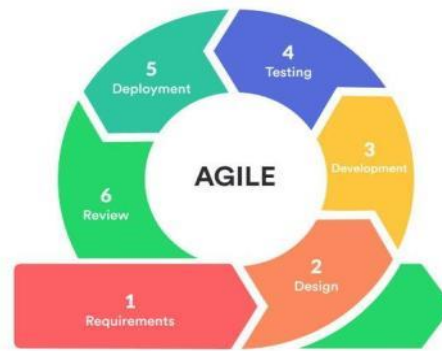 AGILE
1
Requirements
2
Design
3
Development
4
Testing
5
Deployment
6
Review